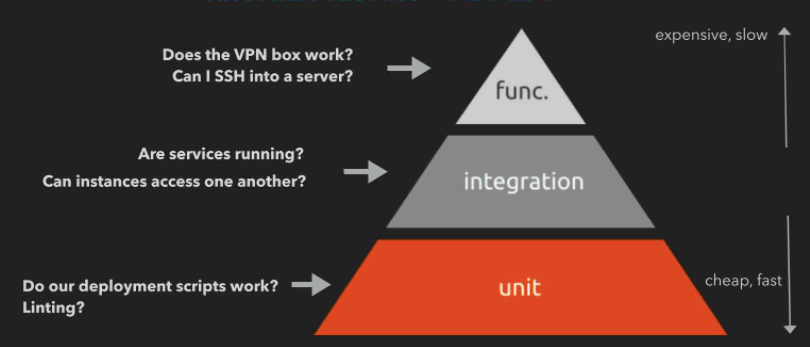 Does the VPN box work?
Can I SSH into a server?
func.
expensive, slow
Are services running?
Can instances access one another?
integration
Do our deployment scripts work?
Linting?
unit
cheap, fast